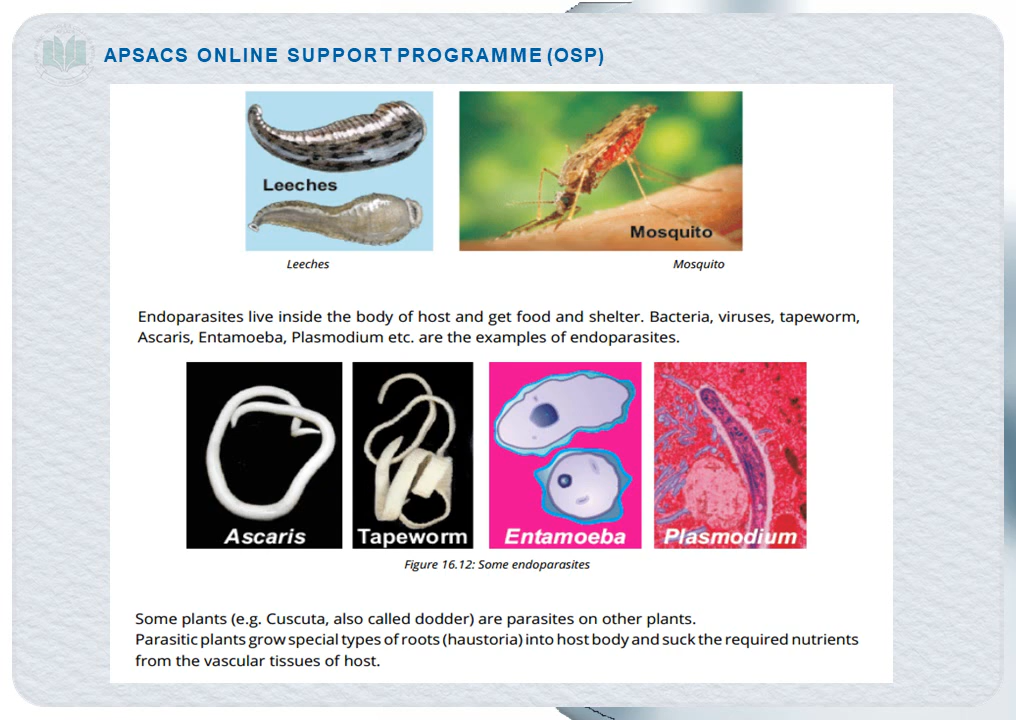 APSACS ONLINE SUPPORT PROGRAMME (OSP)
Leeches
Mosquito
Leeches
Mosquito
Endoparasites live inside the body of host and get food and shelter. Bacteria, viruses, tapeworm,
Ascaris, Entamoeba, Plasmodium etc. are the examples of endoparasites.
Ascaris
Tapeworm
Entamoeba
Plasmodium
Figure 16.12: Some endoparasites
Some plants (e.g. Cuscuta, also called dodder) are parasites on other plants.
Parasitic plants grow special types of roots (haustoria) into host body and suck the required nutrients
from the vascular tissues of host.